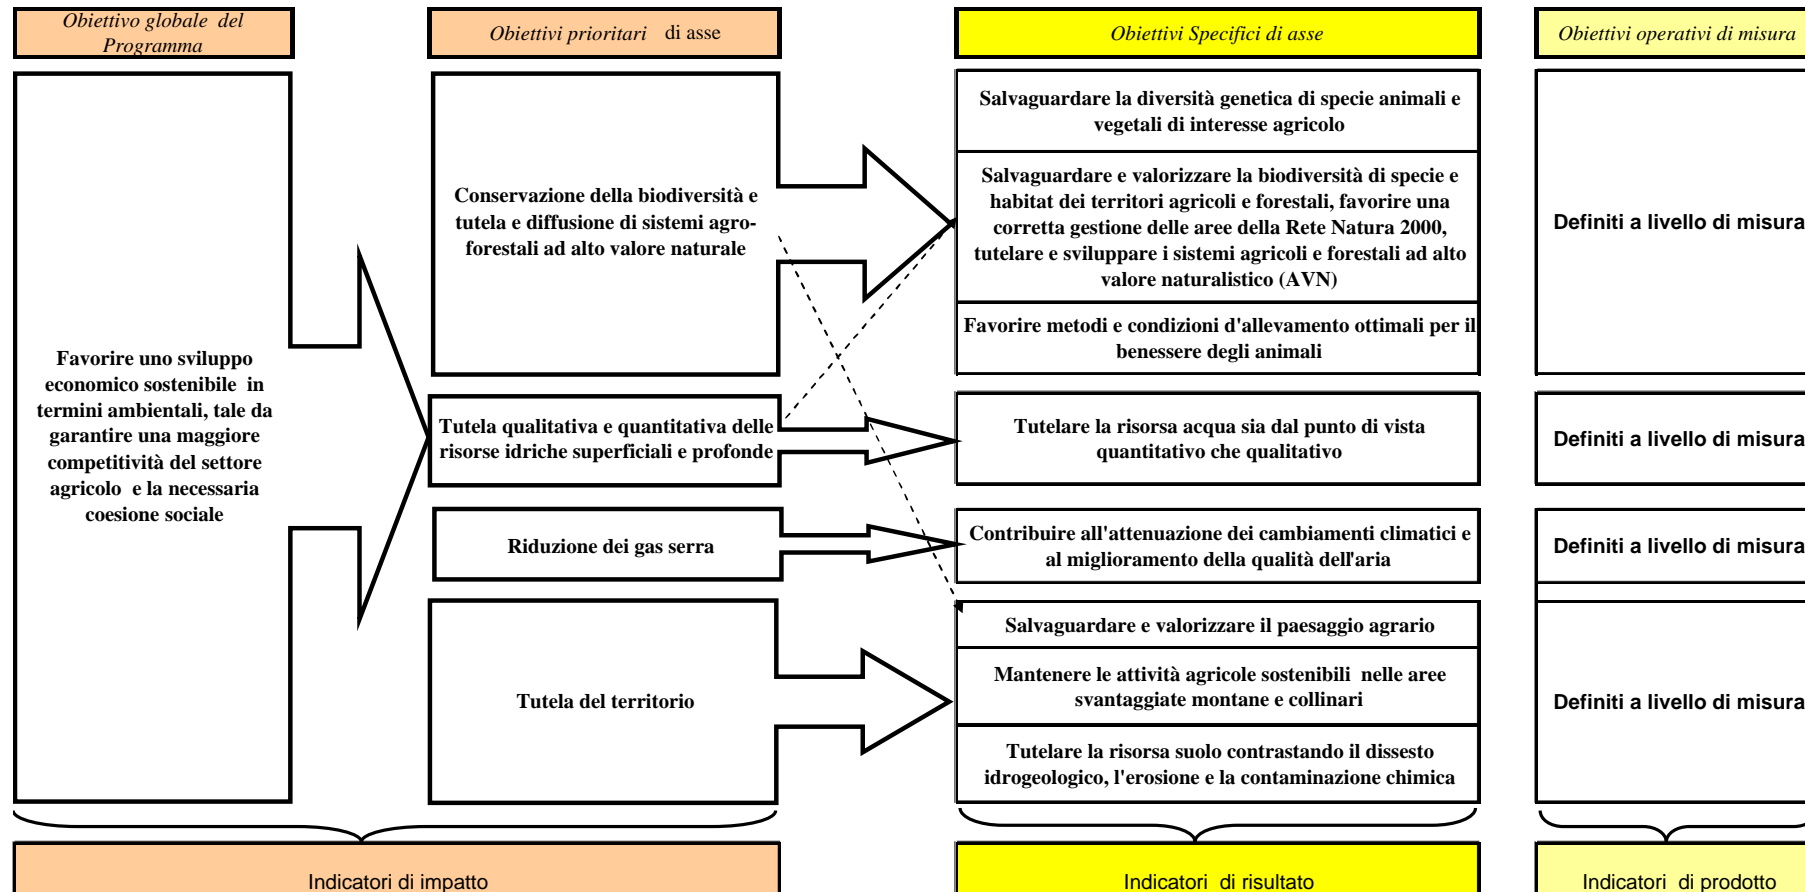 Obiettivo globale del
Programma
Obiettivi prioritari di asse
Obiettivi Specifici di asse
Obiettivi operativi di misura
Favorire uno sviluppo
economico sostenibile in
termini ambientali, tale da
garantire una maggiore
competitività del settore
agricolo e la necessaria
coesione sociale
Conservazione della biodiversità e
tutela e diffusione di sistemi agro-
forestali ad alto valore naturale
Tutela qualitativa e quantitativa delle
risorse idriche superficiali e profonde
Riduzione dei gas serra
Tutela del territorio
Salvaguardare la diversità genetica di specie animali e
vegetali di interesse agricolo
Salvaguardare e valorizzare la biodiversità di specie e
habitat dei territori agricoli e forestali, favorire una
corretta gestione delle aree della Rete Natura 2000,
tutelare e sviluppare i sistemi agricoli e forestali ad alto
valore naturalistico (AVN)
Favorire metodi e condizioni d'allevamento ottimali per il
benessere degli animali
Tutelare la risorsa acqua sia dal punto di vista
quantitativo che qualitativo
Contribuire all'attenuazione dei cambiamenti climatici e
al miglioramento della qualità dell'aria
Salvaguardare e valorizzare il paesaggio agrario
Mantenere le attività agricole sostenibili nelle aree
svantaggiate montane e collinari
Tutelare la risorsa suolo contrastando il dissesto
idrogeologico, l'erosione e la contaminazione chimica
Definiti a livello di misura
Definiti a livello di misura
Definiti a livello di misura
Definiti a livello di misura
Indicatori di impatto
Indicatori di risultato
Indicatori di prodotto